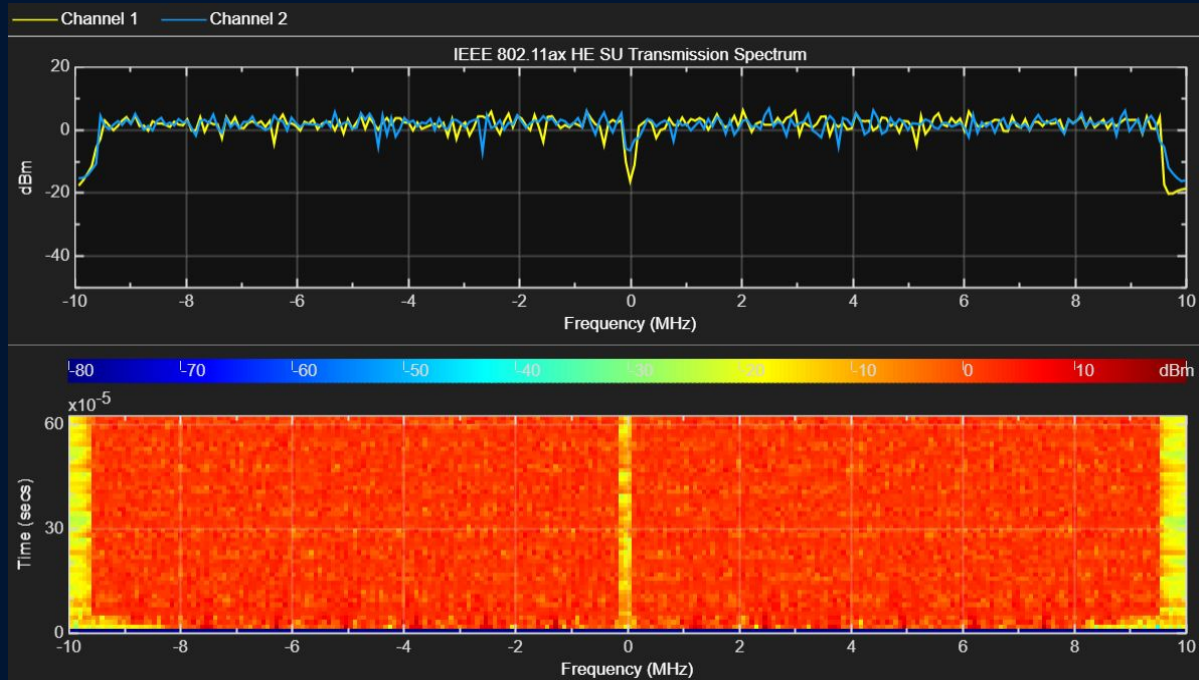 Channel 1 Channel 2
IEEE 802.11ax HE SU Transmission Spectrum
20
0
-20
-40
dBm
-10 -8 -6 -4 -2 0 2 4 6 8 10
Frequency (MHz)
-80 -70 -60 -50 -40 -30 -20 -10 0 10 dBm
x10-5
60
30
0
Time (secs)
-10 -8 -6 -4 -2 0 2 4 6 8 10
Frequency (MHz)